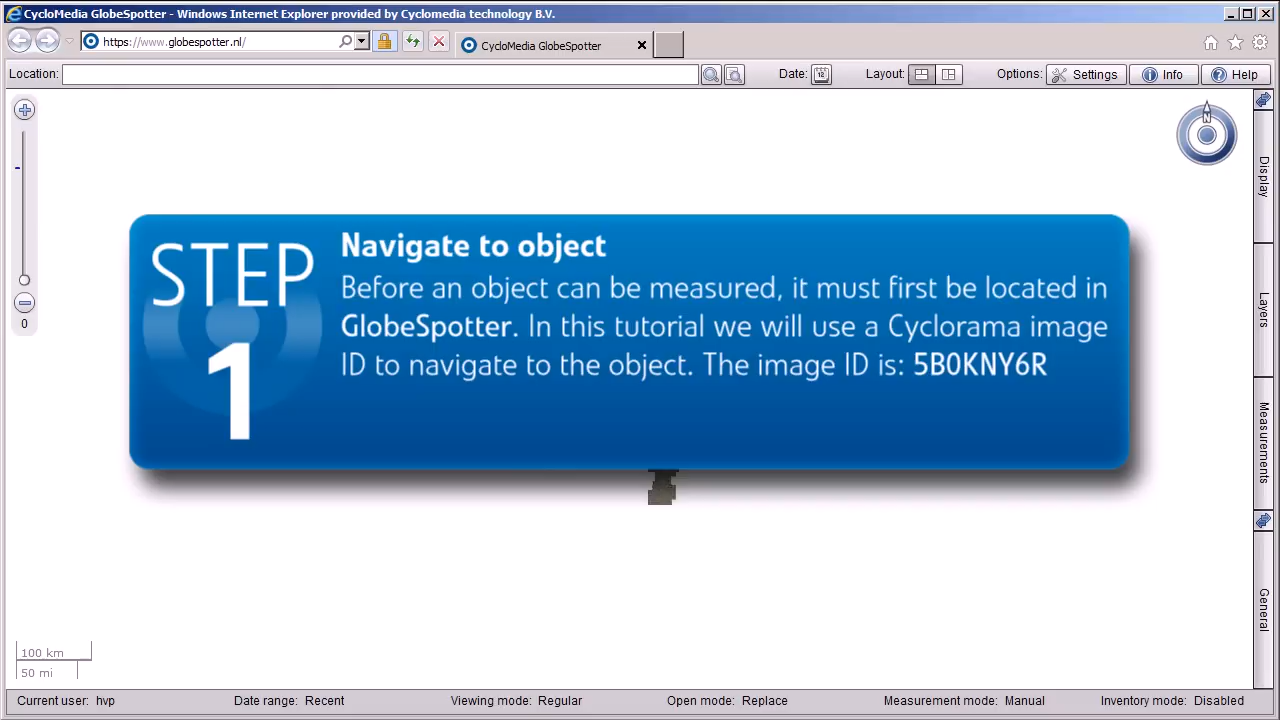 CycloMedia GlobeSpotter - Windows Internet Explorer provided by Cyclomedia technology B.V.
https://www.globespotter.nl/
CycloMedia GlobeSpotter
Location:
Date:
12
Layout:
Options:
Settings
Info
Help
N
Display
Layers
Measurements
General
0
STEP
1
Navigate to object
Before an object can be measured, it must first be located in
GlobeSpotter. In this tutorial we will use a Cyclorama image
ID to navigate to the object. The image ID is: 5B0KNY6R
100 km
50 mi
Current user: hvp
Date range: Recent
Viewing mode: Regular
Open mode: Replace
Measurement mode: Manual
Inventory mode: Disabled